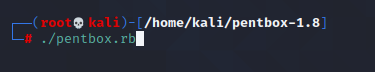 ┌──(root💀kali)-[/home/kali/pentbox-1.8]
└─# ./pentbox.rb